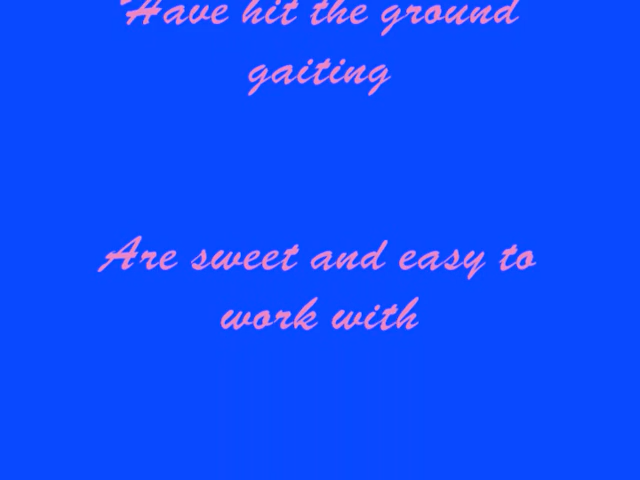 Have hit the ground
gaiting
Are sweet and easy to
work with